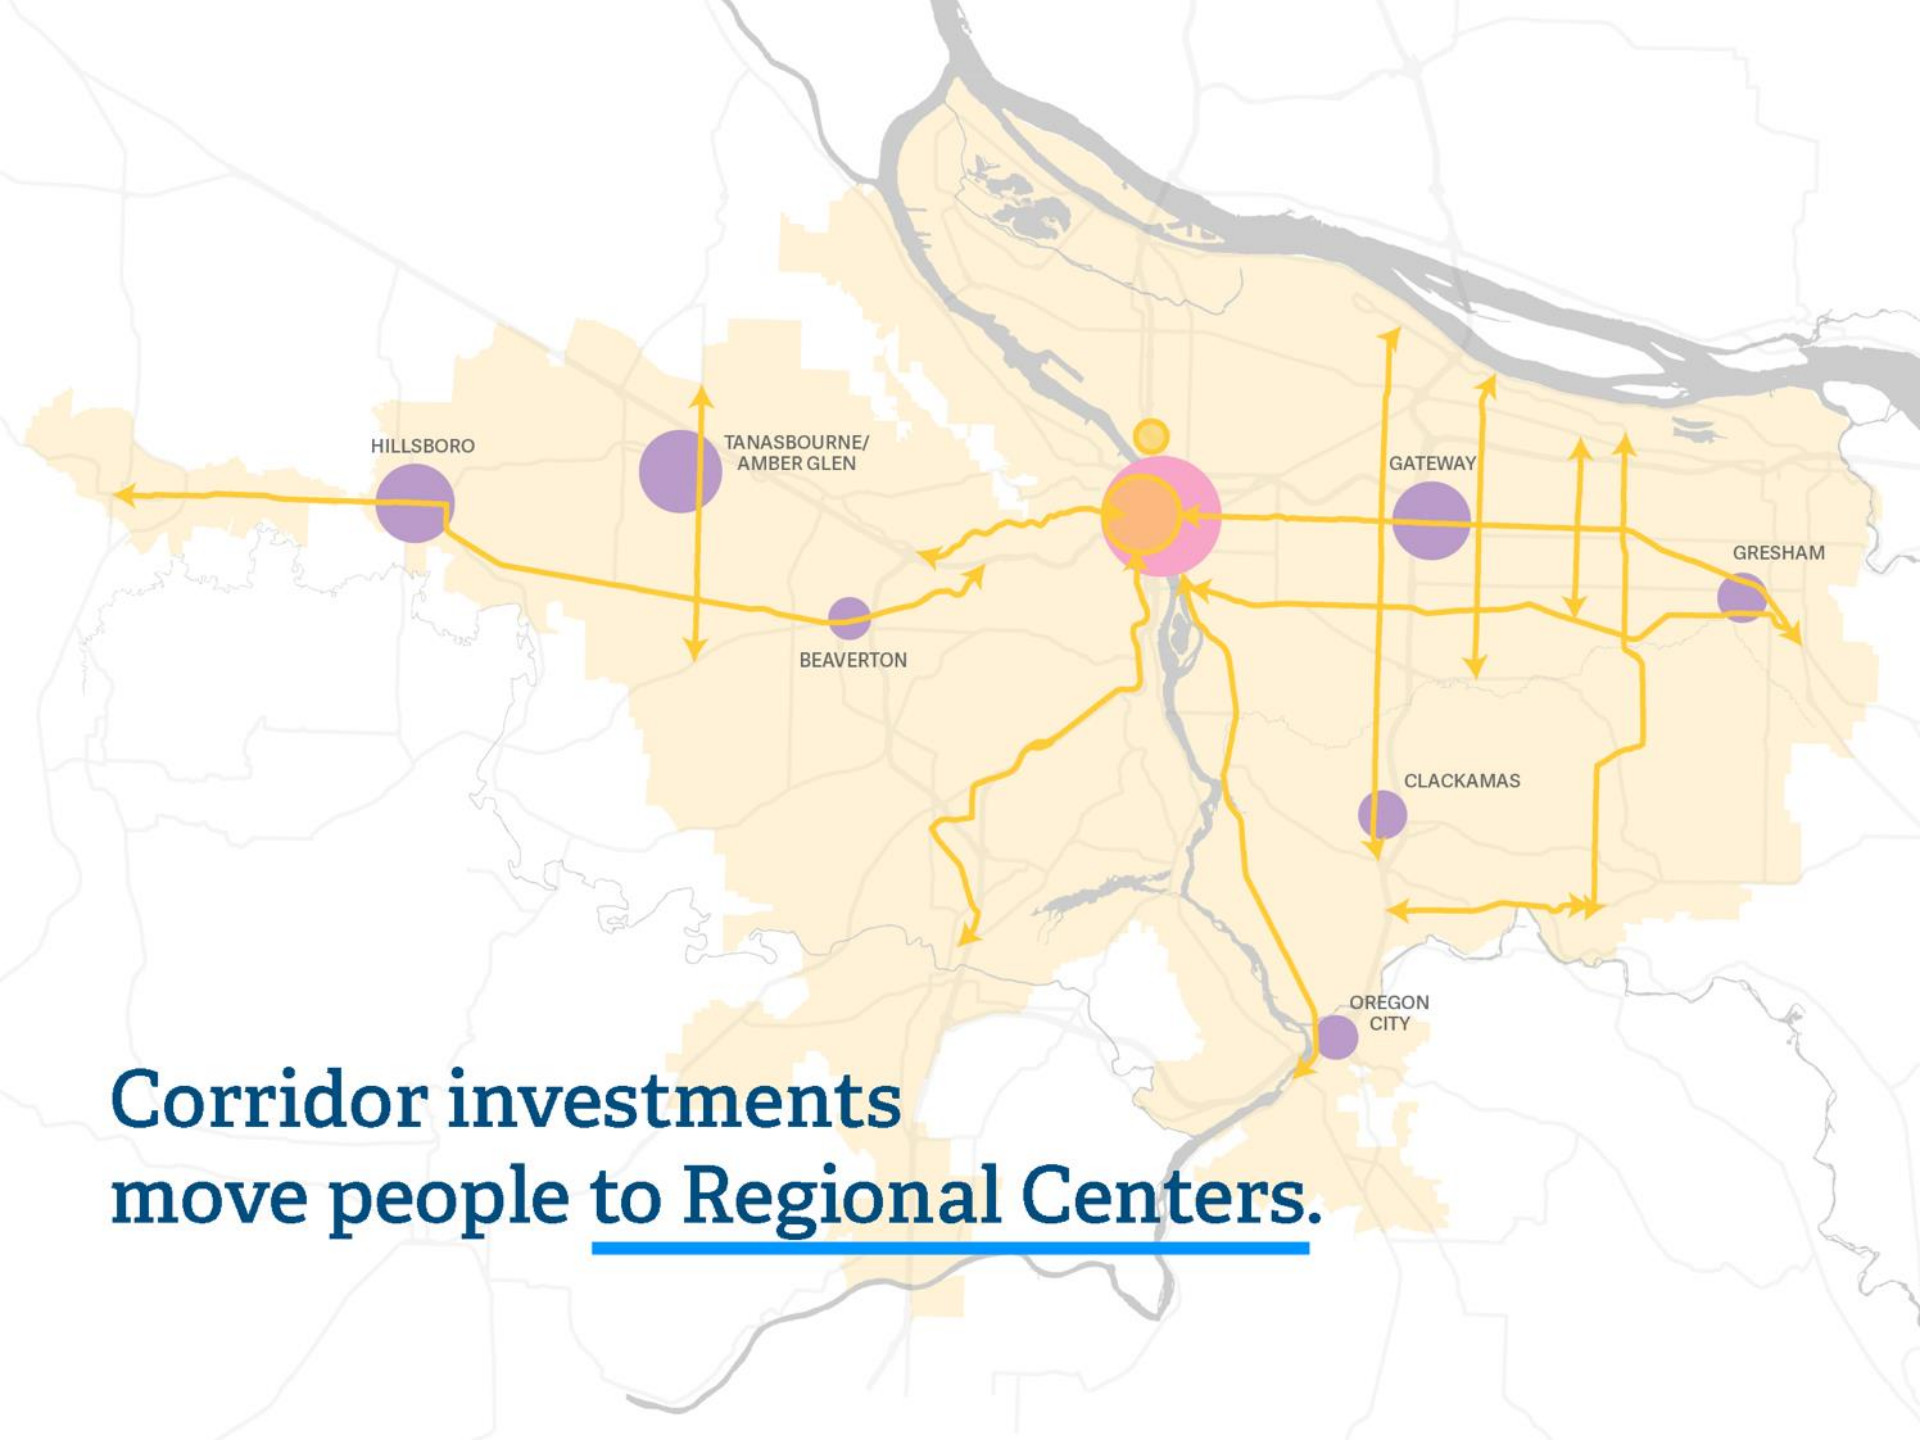 HILLSBORO
TANASBOURNE/
AMBER GLEN
GATEWAY
GRESHAM
BEAVERTON
CLACKAMAS
OREGON
CITY
Corridor investments
move people to Regional Centers.